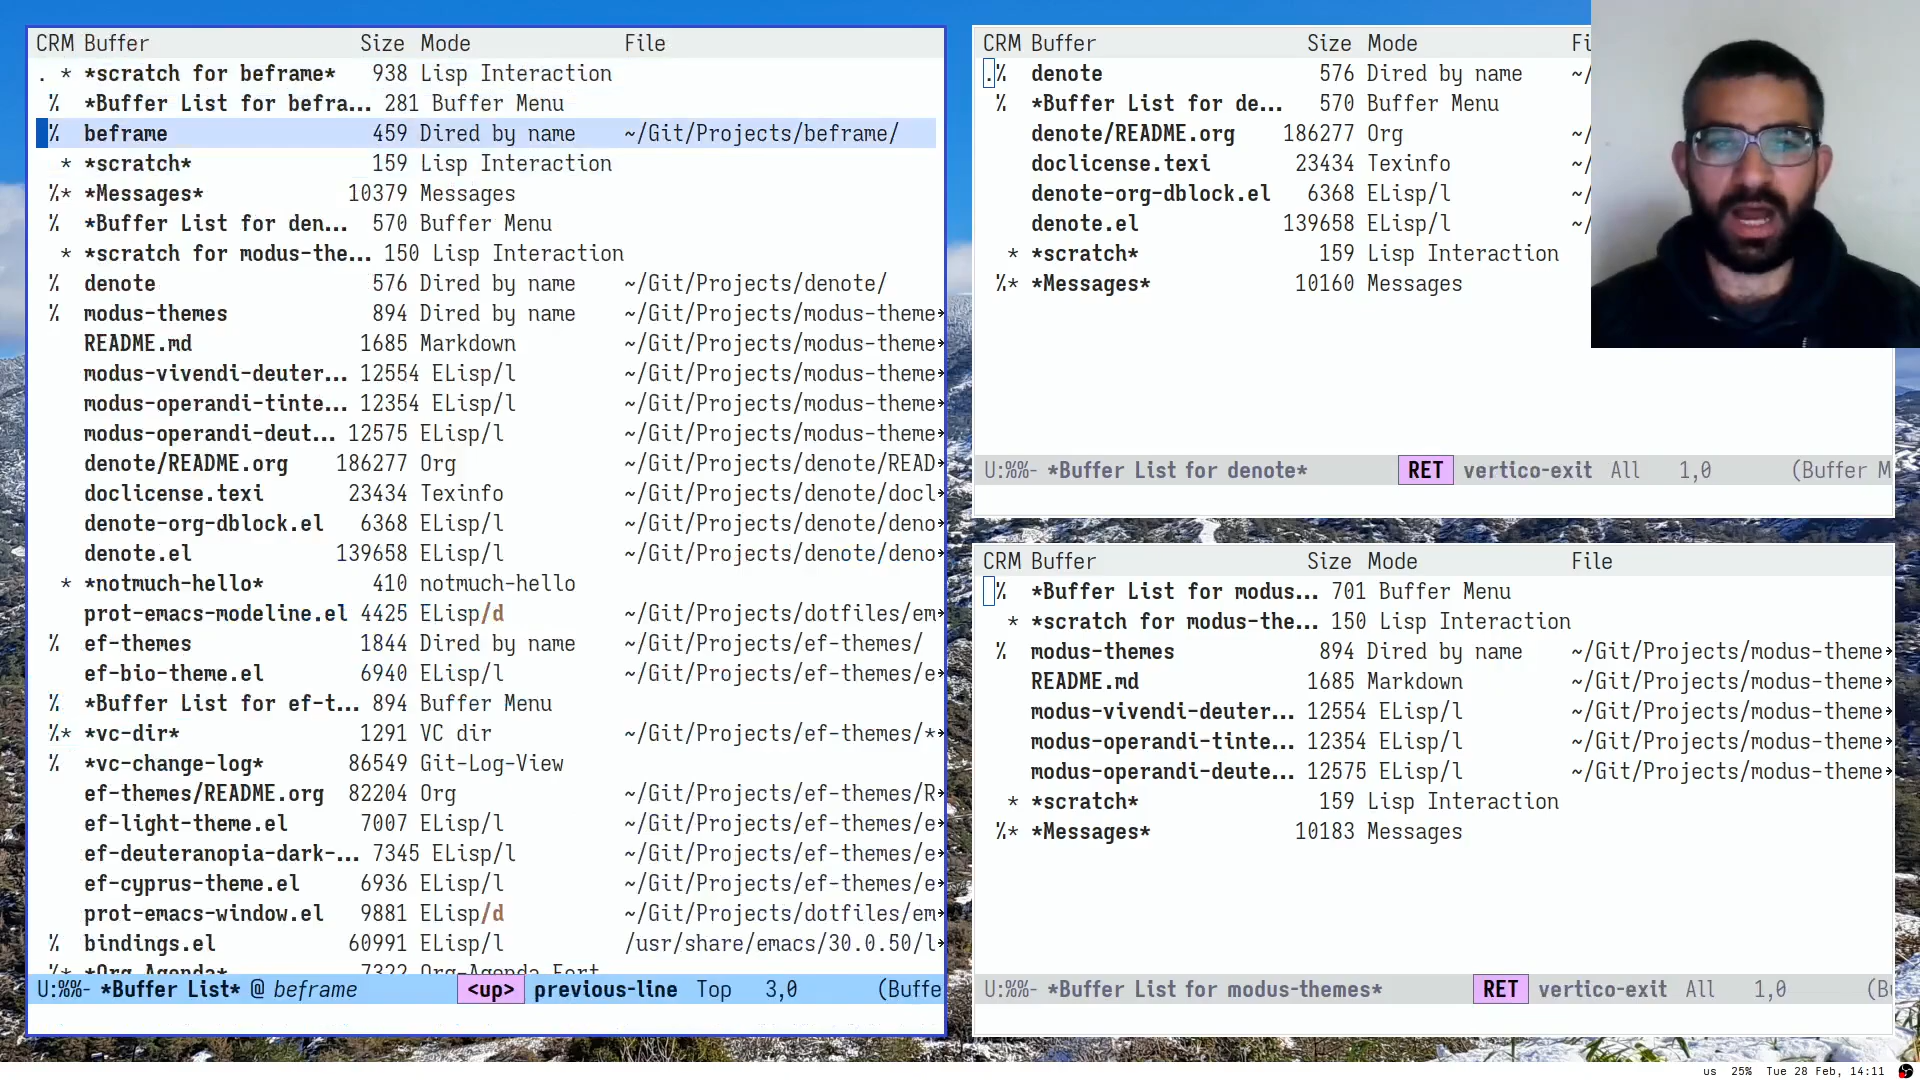 CRM Buffer Size Mode File
. * *scratch for beframe* 938 Lisp Interaction
% *Buffer List for befra... 281 Buffer Menu
% beframe 459 Dired by name ~/Git/Projects/beframe/
* *scratch* 159 Lisp Interaction
%* *Messages* 10379 Messages
% *Buffer List for den... 570 Buffer Menu
* *scratch for modus-the... 150 Lisp Interaction
% denote 576 Dired by name ~/Git/Projects/denote/
% modus-themes 894 Dired by name ~/Git/Projects/modus-theme→
README.md 1685 Markdown ~/Git/Projects/modus-theme→
modus-vivendi-deuter... 12554 ELisp/l ~/Git/Projects/modus-theme→
modus-operandi-tinte... 12354 ELisp/l ~/Git/Projects/modus-theme→
modus-operandi-deut... 12575 ELisp/l ~/Git/Projects/modus-theme→
denote/README.org 186277 Org ~/Git/Projects/denote/READ→
doclicense.texi 23434 Texinfo ~/Git/Projects/denote/docl→
denote-org-dblock.el 6368 ELisp/l ~/Git/Projects/denote/deno→
denote.el 139658 ELisp/l ~/Git/Projects/denote/deno→
* *notmuch-hello* 410 notmuch-hello
prot-emacs-modeline.el 4425 ELisp/d ~/Git/Projects/dotfiles/em→
% ef-themes 1844 Dired by name ~/Git/Projects/ef-themes/
ef-bio-theme.el 6940 ELisp/l ~/Git/Projects/ef-themes/e→
% *Buffer List for ef-t... 894 Buffer Menu
%* *vc-dir* 1291 VC dir ~/Git/Projects/ef-themes/*→
% *vc-change-log* 86549 Git-Log-View
ef-themes/README.org 82204 Org ~/Git/Projects/ef-themes/R→
ef-light-theme.el 7007 ELisp/l ~/Git/Projects/ef-themes/e→
ef-deuteranopia-dark-... 7345 ELisp/l ~/Git/Projects/ef-themes/e→
ef-cyprus-theme.el 6936 ELisp/l ~/Git/Projects/ef-themes/e→
prot-emacs-window.el 9881 ELisp/d ~/Git/Projects/dotfiles/em→
% bindings.el 60991 ELisp/l /usr/share/emacs/30.0.50/l→
%* *Org Agenda* 7322 Org-Agenda Fort
U:%%- *Buffer List* @ beframe <up> previous-line Top 3,0 (Buffe
CRM Buffer Size Mode Fi
.% denote 576 Dired by name ~/
% *Buffer List for de... 570 Buffer Menu
denote/README.org 186277 Org ~/
doclicense.texi 23434 Texinfo ~/
denote-org-dblock.el 6368 ELisp/l ~/
denote.el 139658 ELisp/l ~/
* *scratch* 159 Lisp Interaction
%* *Messages* 10160 Messages
U:%%- *Buffer List for denote* RET vertico-exit All 1,0 (Buffer M
CRM Buffer Size Mode File
% *Buffer List for modus... 701 Buffer Menu
* *scratch for modus-the... 150 Lisp Interaction
% modus-themes 894 Dired by name ~/Git/Projects/modus-theme→
README.md 1685 Markdown ~/Git/Projects/modus-theme→
modus-vivendi-deuter... 12554 ELisp/l ~/Git/Projects/modus-theme→
modus-operandi-tinte... 12354 ELisp/l ~/Git/Projects/modus-theme→
modus-operandi-deute... 12575 ELisp/l ~/Git/Projects/modus-theme→
* *scratch* 159 Lisp Interaction
%* *Messages* 10183 Messages
U:%%- *Buffer List for modus-themes* RET vertico-exit All 1,0 (Bu
us 25% Tue 28 Feb, 14:11